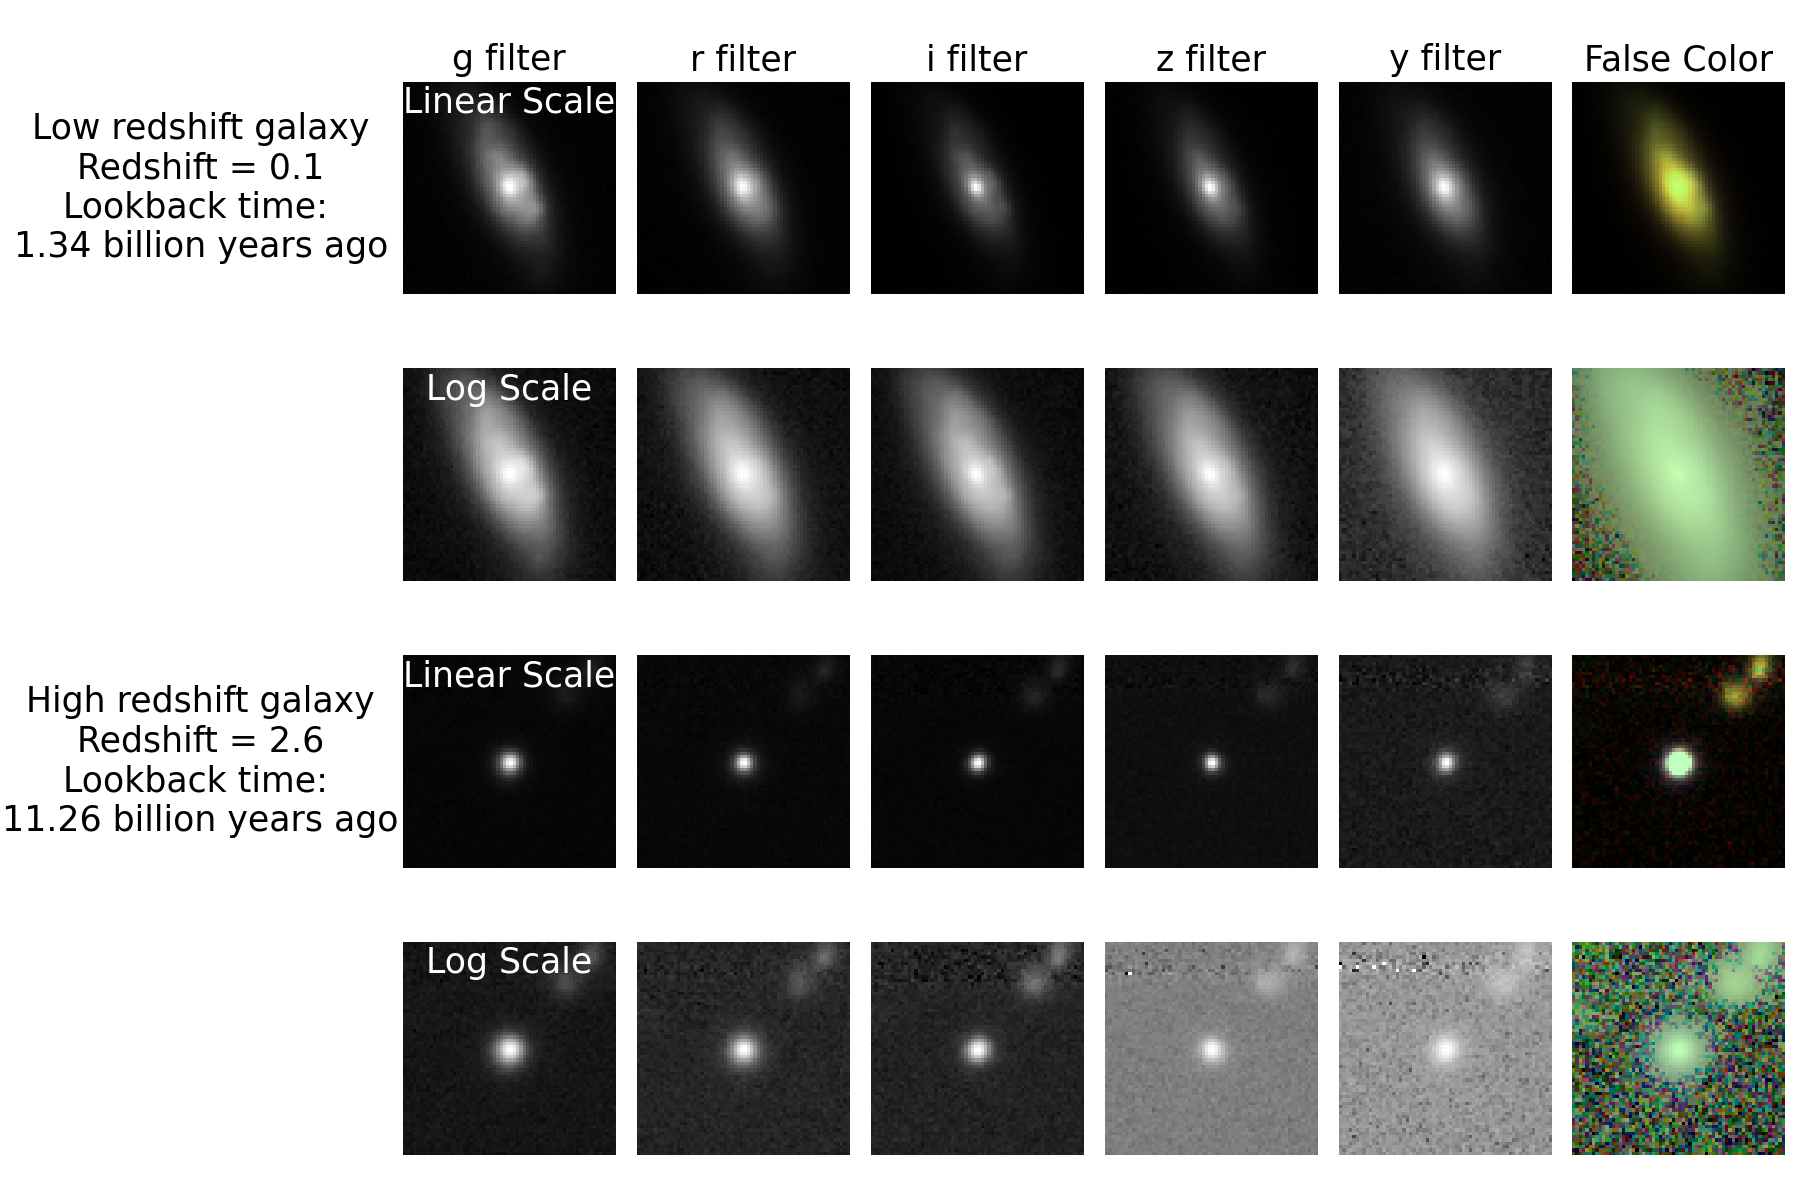 g filter
r filter
i filter
z filter
y filter
False Color
Low redshift galaxy
Redshift = 0.1
Lookback time:
1.34 billion years ago
Linear Scale
Log Scale
High redshift galaxy
Redshift = 2.6
Lookback time:
11.26 billion years ago
Linear Scale
Log Scale